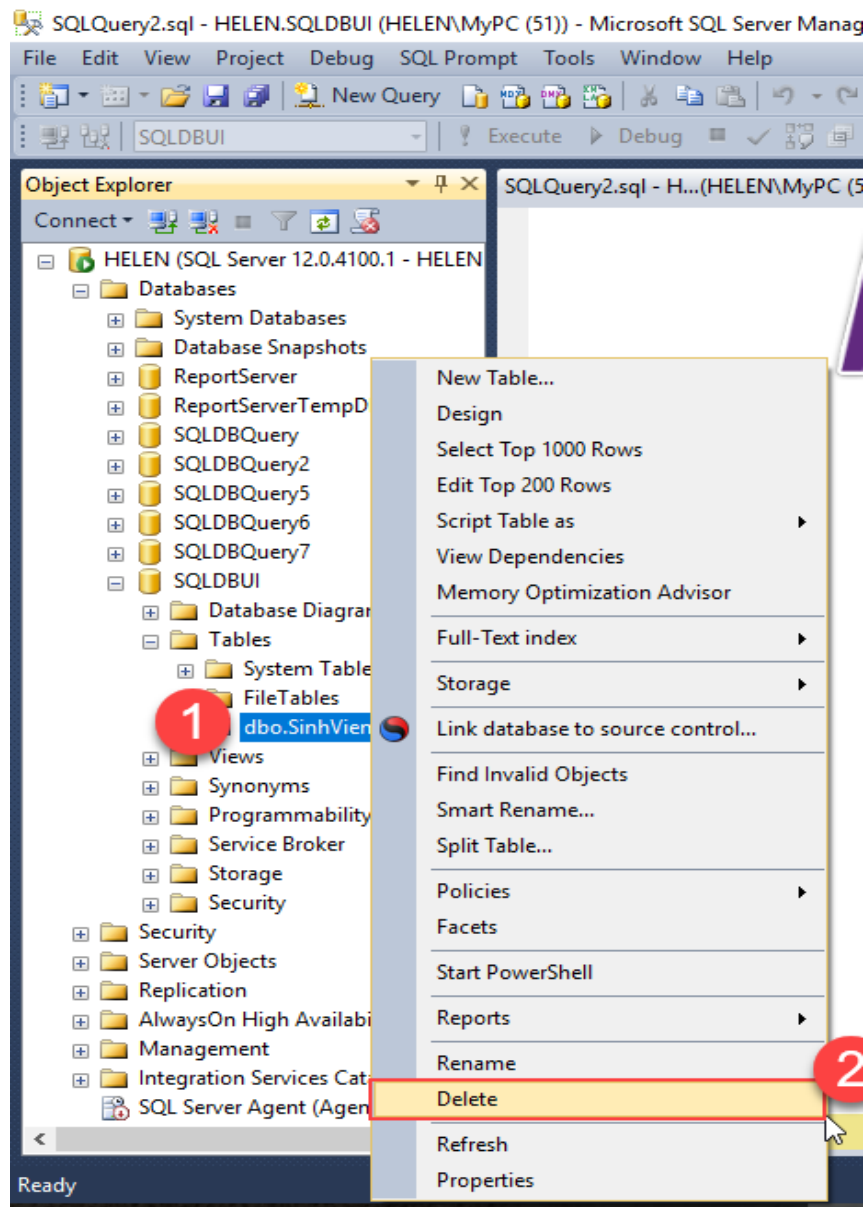 SQLQuery2.sql - HELEN.SQLDBUI (HELEN\MyPC (51)) - Microsoft SQL Server Manag
File Edit View Project Debug SQL Prompt Tools Window Help
New Query
SQLDBUI Execute Debug
Object Explorer
SQLQuery2.sql - H...(HELEN\MyPC (5
Connect
HELEN (SQL Server 12.0.4100.1 - HELEN
Databases
System Databases
Database Snapshots
ReportServer
ReportServerTempD
SQLDBQuery
SQLDBQuery2
SQLDBQuery5
SQLDBQuery6
SQLDBQuery7
SQLDBUI
Database Diagrar
Tables
System Table
FileTables
1 dbo.SinhVien
Views
Synonyms
Programmability
Service Broker
Storage
Security
Security
Server Objects
Replication
AlwaysOn High Availabi
Management
Integration Services Cat
SQL Server Agent (Agen
New Table...
Design
Select Top 1000 Rows
Edit Top 200 Rows
Script Table as
View Dependencies
Memory Optimization Advisor
Full-Text index
Storage
Link database to source control...
Find Invalid Objects
Smart Rename...
Split Table...
Policies
Facets
Start PowerShell
Reports
Rename
Delete
2
Refresh
Properties
Ready